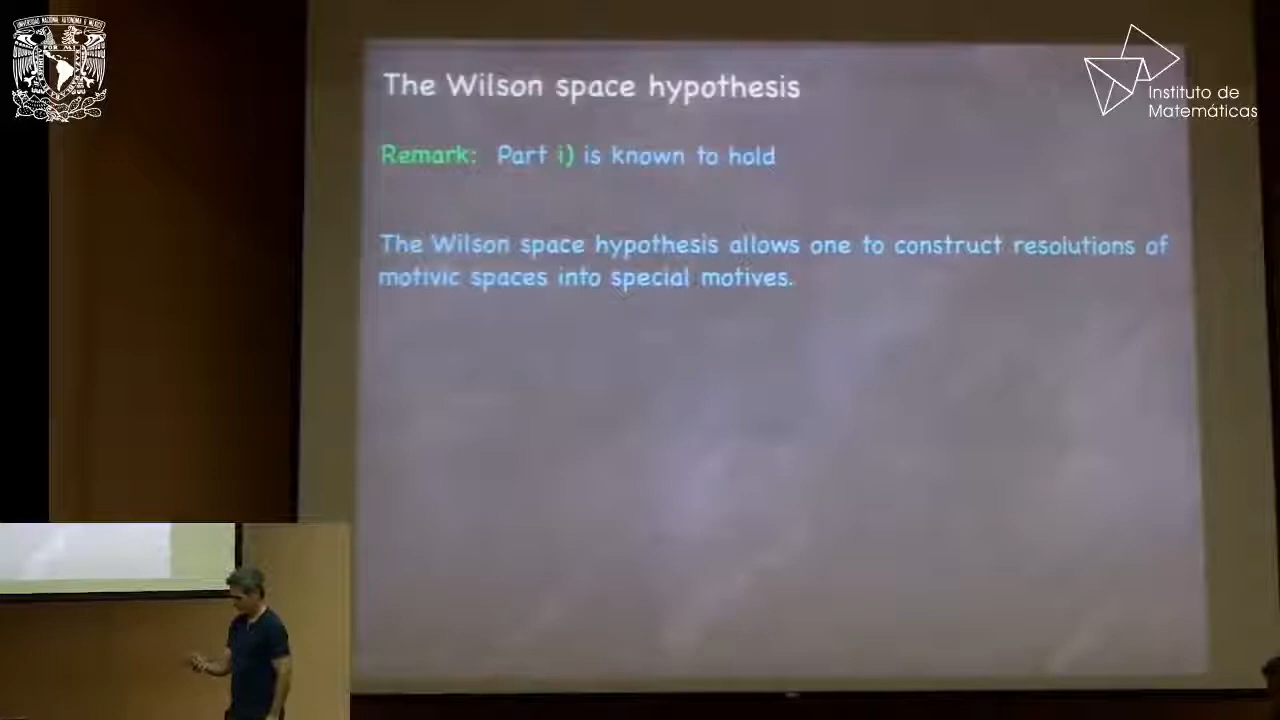 The Wilson space hypothesis
Remark: Part i) is known to hold
The Wilson space hypothesis allows one to construct resolutions of
motivic spaces into special motives.
Instituto de
Matemáticas